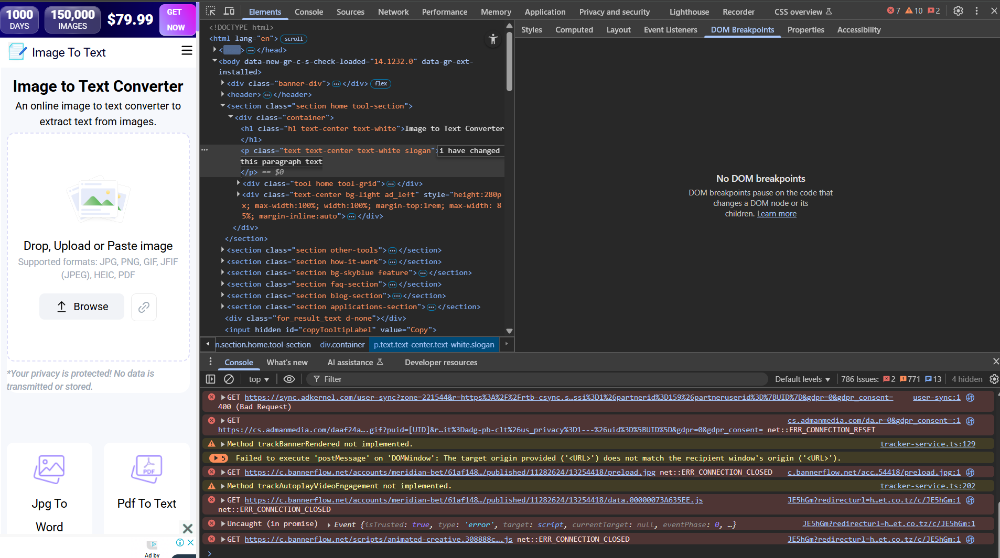 1000
DAYS
150,000
IMAGES
$79.99
GET
NOW
Image To Text
Image to Text Converter
An online image to text converter to
extract text from images.
Drop, Upload or Paste image
Supported formats: JPG, PNG, GIF, JFIF
(JPEG), HEIC, PDF
Browse
*Your privacy is protected! No data is
transmitted or stored.
Jpg To
Word
PDF
Pdf To Text
Ad by
Elements Console Sources Network Performance Memory Application Privacy and security Lighthouse Recorder CSS overview 7 10 2
<!DOCTYPE html>
<html lang="en"> scroll
< > … </head>
<body data-new-gr-c-s-check-loaded="14.1232.0" data-gr-ext-
installed>
<div class="banner-div"> … </div> flex
<header> … </header>
<section class="section home tool-section">
<div class="container">
<h1 class="h1 text-center text-white">Image to Text Converter
</h1>
<p class="text text-center text-white slogan">i have changed
this paragraph text
</p> == $0
<div class="tool home tool-grid"> … </div>
<div class="text-center bg-light ad_left" style="height:280p
x; max-width:100%; width:100%; margin-top:1rem; max-width: 8
5%; margin-inline:auto"> … </div>
</div>
</section>
<section class="section other-tools"> … </section>
<section class="section how-it-work"> … </section>
<section class="section bg-skyblue feature"> … </section>
<section class="section faq-section"> … </section>
<section class="section blog-section"> … </section>
<section class="section applications-section"> … </section>
<div class="for_result_text d-none"></div>
<input hidden id="copyTooltipLabel" value="Copy">
n.section.home.tool-section div.container p.text.text-center.text-white.slogan
Styles Computed Layout Event Listeners DOM Breakpoints Properties Accessibility
No DOM breakpoints
DOM breakpoints pause on the code that
changes a DOM node or its
children. Learn more
Console What's new AI assistance Developer resources
top Filter Default levels 786 Issues: 2 771 13 4 hidden
GET https://sync.adkernel.com/user-sync?zone=221544&r=https%3A%2F%2Frtb-csync.s…ssi%3D1%26partnerid%3D159%26partneruserid%3D%7BUID%7D&gdpr=0&gdpr_consent= user-sync:1
400 (Bad Request)
GET cs.admanmedia.com/da…r=0&gdpr_consent=:1
https://cs.admanmedia.com/daaf24a….gif?puid=[UID]&r…it%3Dadg-pb-clt%26us_privacy%3D1---%26uid%3D%5BUID%5D&gdpr=0&gdpr_consent= net::ERR_CONNECTION_RESET
Method trackBannerRendered not implemented. tracker-service.ts:129
5 Failed to execute 'postMessage' on 'DOMWindow': The target origin provided ('<URL>') does not match the recipient window's origin ('<URL>').
GET https://c.bannerflow.net/accounts/meridian-bet/61af148…/published/11282624/13254418/preload.jpg net::ERR_CONNECTION_CLOSED c.bannerflow.net/acc…54418/preload.jpg:1
Method trackAutoplayVideoEngagement not implemented. tracker-service.ts:202
GET https://c.bannerflow.net/accounts/meridian-bet/61af148…/published/11282624/13254418/data.00000073A635EE.js JE5hGm?redirecturl=h…et.co.tz/c/JE5hGm:1
net::ERR_CONNECTION_CLOSED
Uncaught (in promise) Event {isTrusted: true, type: 'error', target: script, currentTarget: null, eventPhase: 0, …} JE5hGm?redirecturl=h…et.co.tz/c/JE5hGm:1
GET https://c.bannerflow.net/scripts/animated-creative.308888c….js net::ERR_CONNECTION_CLOSED JE5hGm?redirecturl=h…et.co.tz/c/JE5hGm:1